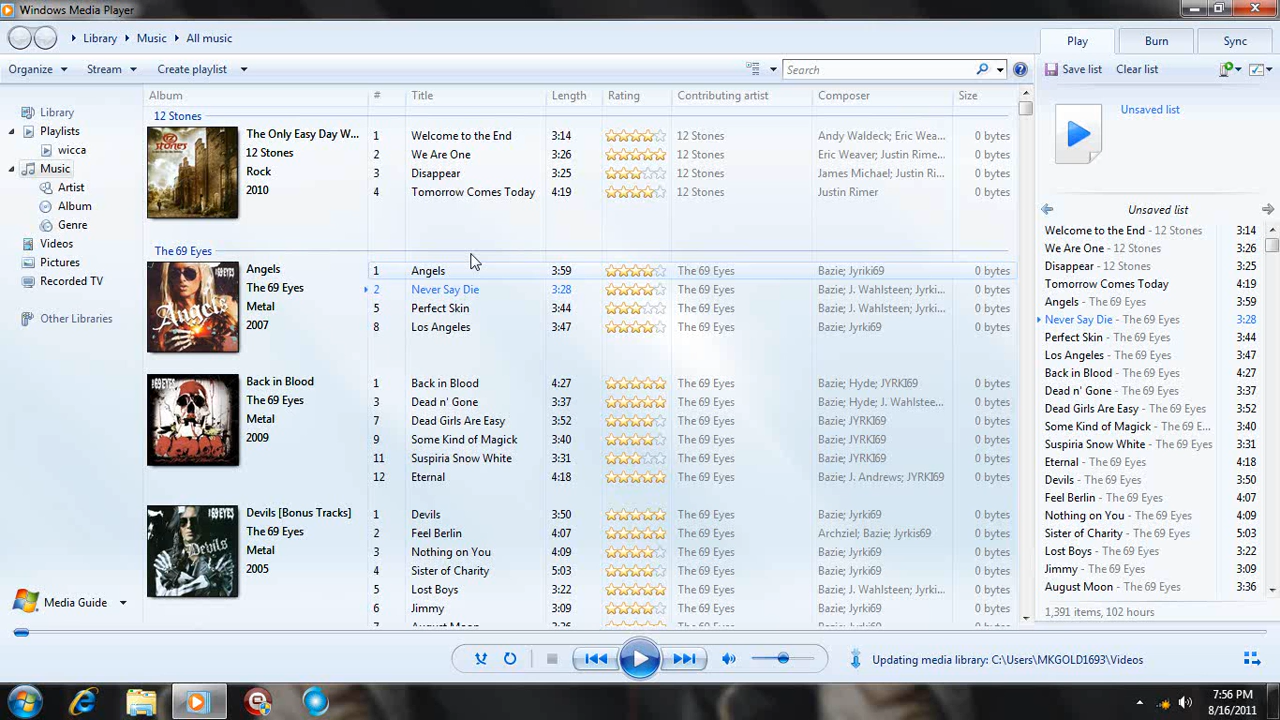 Windows Media Player
Library Music All music
Play Burn Sync
Organize Stream Create playlist Search
Save list Clear list
Album # Title Length Rating Contributing artist Composer Size
Library
Playlists
wicca
Music
Artist
Album
Genre
Videos
Pictures
Recorded TV
Other Libraries
Media Guide
12 Stones
The Only Easy Day W...
12 Stones
Rock
2010
1 Welcome to the End 3:14 12 Stones Andy Waldeck; Eric Wea... 0 bytes
2 We Are One 3:26 12 Stones Eric Weaver; Justin Rime... 0 bytes
3 Disappear 3:25 12 Stones James Michael; Justin Ri... 0 bytes
4 Tomorrow Comes Today 4:19 12 Stones Justin Rimer 0 bytes
The 69 Eyes
Angels
The 69 Eyes
Metal
2007
1 Angels 3:59 The 69 Eyes Bazie; Jyriki69 0 bytes
2 Never Say Die 3:28 The 69 Eyes Bazie; J. Wahlsteen; Jyrki... 0 bytes
5 Perfect Skin 3:44 The 69 Eyes Bazie; J. Wahlsteen; Jyrki... 0 bytes
8 Los Angeles 3:47 The 69 Eyes Bazie; Jyrki69 0 bytes
Back in Blood
The 69 Eyes
Metal
2009
1 Back in Blood 4:27 The 69 Eyes Bazie; Hyde; JYRKI69 0 bytes
3 Dead n' Gone 3:37 The 69 Eyes Bazie; Hyde; J. Wahlstee... 0 bytes
7 Dead Girls Are Easy 3:52 The 69 Eyes Bazie; JYRKI69 0 bytes
9 Some Kind of Magick 3:40 The 69 Eyes Bazie; JYRKI69 0 bytes
11 Suspiria Snow White 3:31 The 69 Eyes Bazie; JYRKI69 0 bytes
12 Eternal 4:18 The 69 Eyes Bazie; J. Andrews; JYRKI69 0 bytes
Devils [Bonus Tracks]
The 69 Eyes
Metal
2005
1 Devils 3:50 The 69 Eyes Bazie; Jyrki69 0 bytes
2 Feel Berlin 4:07 The 69 Eyes Archziel; Bazie; Jyrkis69 0 bytes
3 Nothing on You 4:09 The 69 Eyes Bazie; Jyrki69 0 bytes
4 Sister of Charity 5:03 The 69 Eyes Bazie; Jyrki69 0 bytes
5 Lost Boys 3:22 The 69 Eyes Bazie; J. Wahlsteen; Jyrki... 0 bytes
6 Jimmy 3:09 The 69 Eyes Bazie; Jyrki69 0 bytes
7 August Moon 3:36 The 69 Eyes Bazie; Jyrki69 0 bytes
Unsaved list
Unsaved list
Welcome to the End - 12 Stones 3:14
We Are One - 12 Stones 3:26
Disappear - 12 Stones 3:25
Tomorrow Comes Today 4:19
Angels - The 69 Eyes 3:59
Never Say Die - The 69 Eyes 3:28
Perfect Skin - The 69 Eyes 3:44
Los Angeles - The 69 Eyes 3:47
Back in Blood - The 69 Eyes 4:27
Dead n' Gone - The 69 Eyes 3:37
Dead Girls Are Easy - The 69 Eyes 3:52
Some Kind of Magick - The 69 E... 3:40
Suspiria Snow White - The 69 Eyes 3:31
Eternal - The 69 Eyes 4:18
Devils - The 69 Eyes 3:50
Feel Berlin - The 69 Eyes 4:07
Nothing on You - The 69 Eyes 4:09
Sister of Charity - The 69 Eyes 5:03
Lost Boys - The 69 Eyes 3:22
Jimmy - The 69 Eyes 3:09
August Moon - The 69 Eyes 3:36
1,391 items, 102 hours
Updating media library: C:\Users\MKGOLD1693\Videos
7:56 PM
8/16/2011